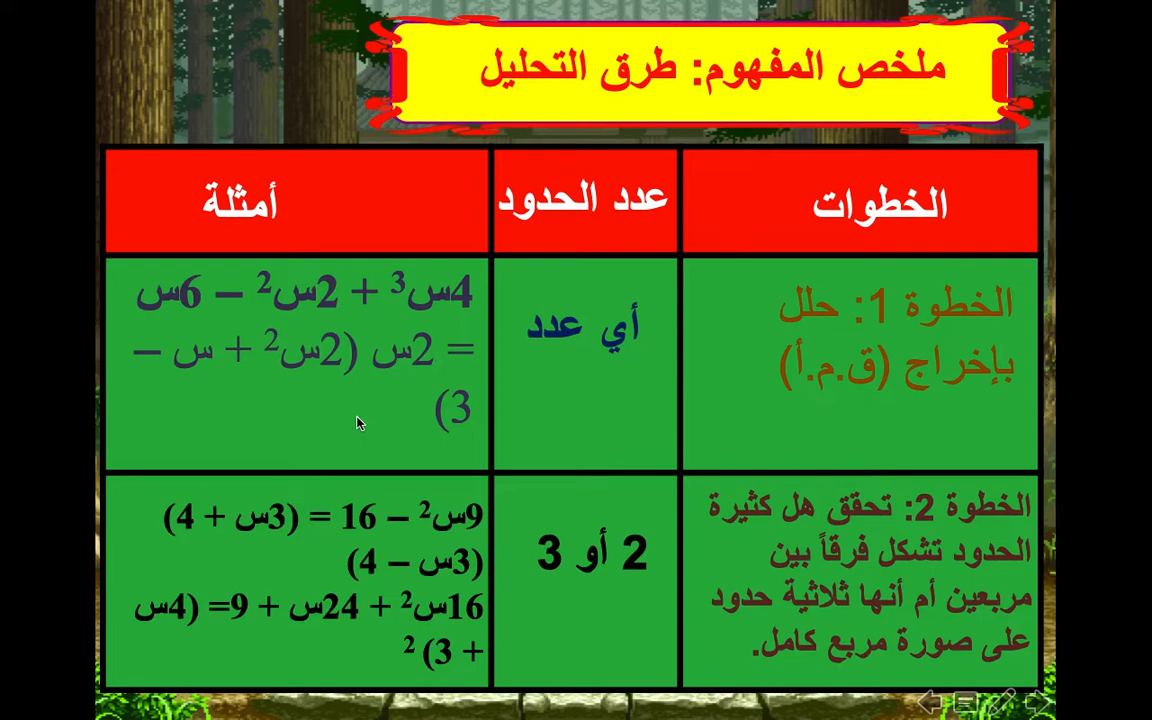 ملخص المفهوم: طرق التحليل
الخطوات
عدد الحدود
أمثلة
الخطوة 1: حلل
بإخراج (ق.م.أ)
أي عدد
4س³ + 2س² – 6س
= 2س (2س² + س –
3)
الخطوة 2: تحقق هل كثيرة
الحدود تشكل فرقاً بين
مربعين أم أنها ثلاثية حدود
على صورة مربع كامل.
2 أو 3
9س² – 16 = (3س + 4)
(3س – 4)
16س² + 24س + 9= (4س
+ 3)²